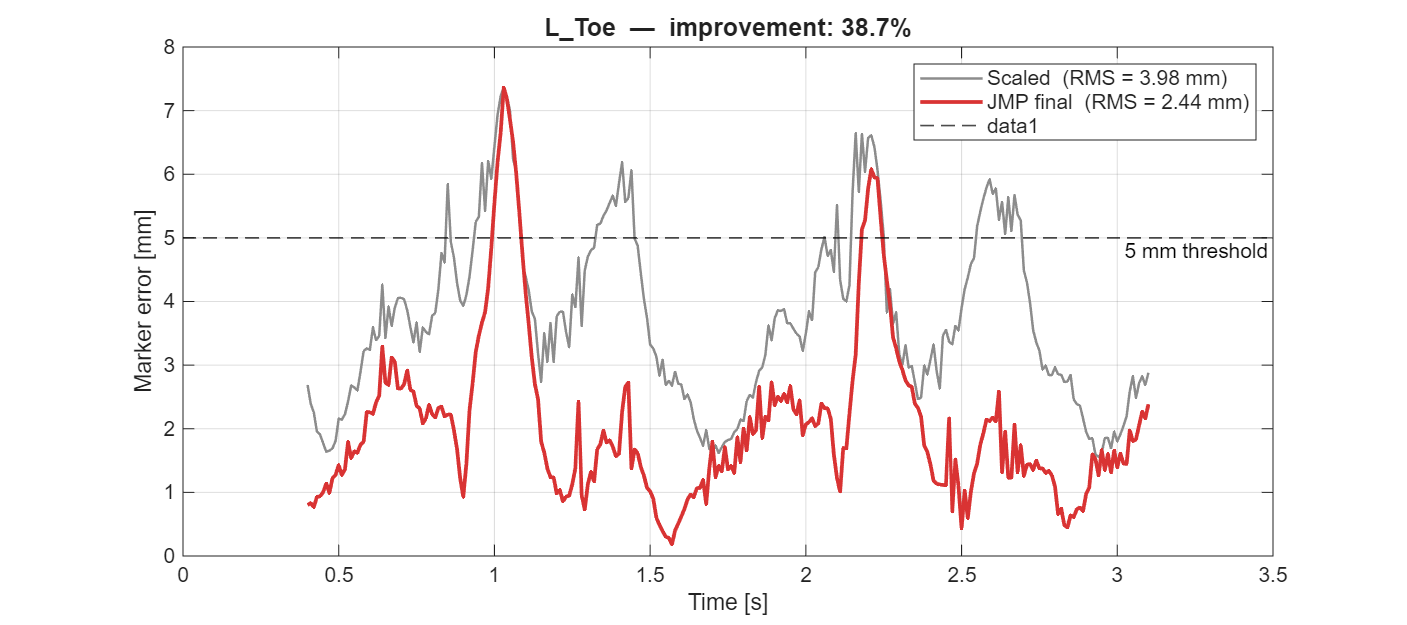 L_Toe — improvement: 38.7%
8
7
6
5
4
3
2
1
0
Marker error [mm]
Scaled (RMS = 3.98 mm)
JMP final (RMS = 2.44 mm)
data1
5 mm threshold
0 0.5 1 1.5 2 2.5 3 3.5
Time [s]